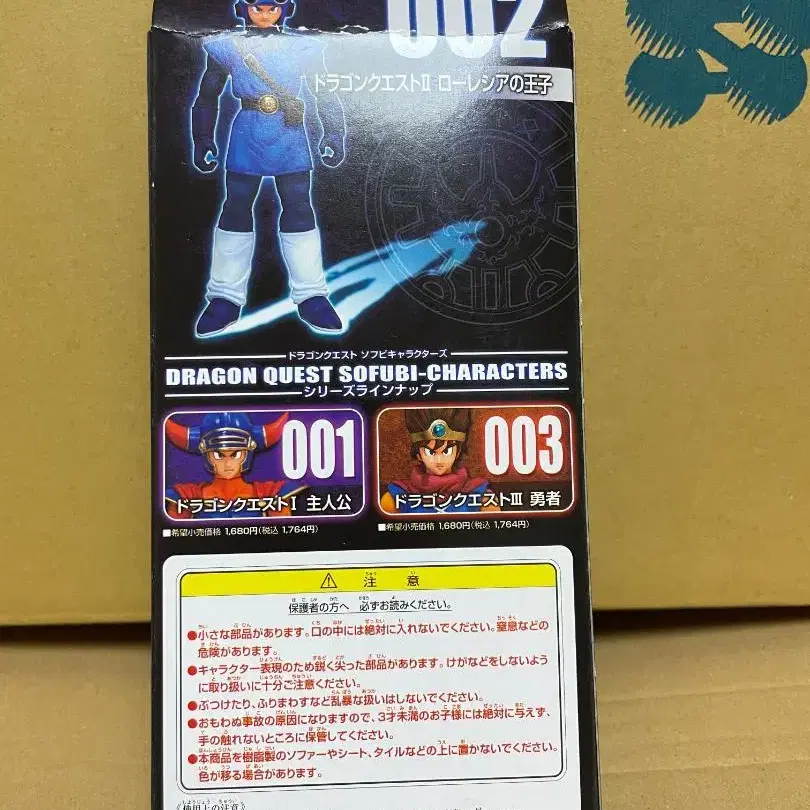 002
ドラゴンクエストII ローレシアの王子
ドラゴンクエスト ソフビキャラクターズ
DRAGON QUEST SOFUBI-CHARACTERS
シリーズラインナップ
001
ドラゴンクエストI 主人公
■希望小売価格 1,680円(税込 1,764円)
003
ドラゴンクエストIII 勇者
■希望小売価格 1,680円(税込 1,764円)
⚠ 注意
保護者の方へ 必ずお読みください。
●小さな部品があります。口の中には絶対に入れないでください。窒息などの
危険があります。
●キャラクター表現のため鋭く尖った部品があります。けがなどをしないよう
に取り扱いに十分ご注意ください。
●ぶつけたり、ふりまわすなど乱暴な扱いはしないでください。
●おもわぬ事故の原因になりますので、3才未満のお子様には絶対に与えず、
手の触れないところに保管してください。
●本商品を樹脂製のソファーやシート、タイルなどの上に置かないでください。
色が移る場合があります。
《使用上の注意》